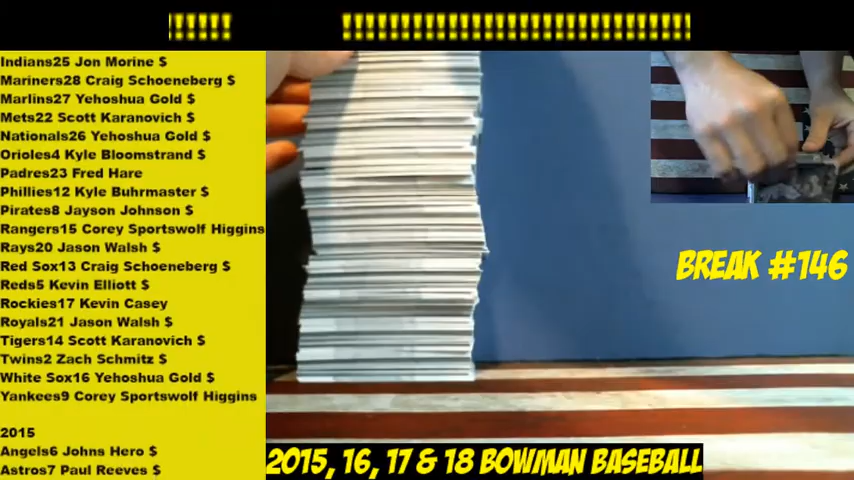 !!!!! !!!!!!!!!!!!!!!!!!!!!!!!!!!
Indians25 Jon Morine $
Mariners28 Craig Schoeneberg $
Marlins27 Yehoshua Gold $
Mets22 Scott Karanovich $
Nationals26 Yehoshua Gold $
Orioles4 Kyle Bloomstrand $
Padres23 Fred Hare
Phillies12 Kyle Buhrmaster $
Pirates8 Jayson Johnson $
Rangers15 Corey Sportswolf Higgins
Rays20 Jason Walsh $
Red Sox13 Craig Schoeneberg $
Reds5 Kevin Elliott $
Rockies17 Kevin Casey
Royals21 Jason Walsh $
Tigers14 Scott Karanovich $
Twins2 Zach Schmitz $
White Sox16 Yehoshua Gold $
Yankees9 Corey Sportswolf Higgins
2015
Angels6 Johns Hero $
Astros7 Paul Reeves $
BREAK #146
2015, 16, 17 & 18 BOWMAN BASEBALL